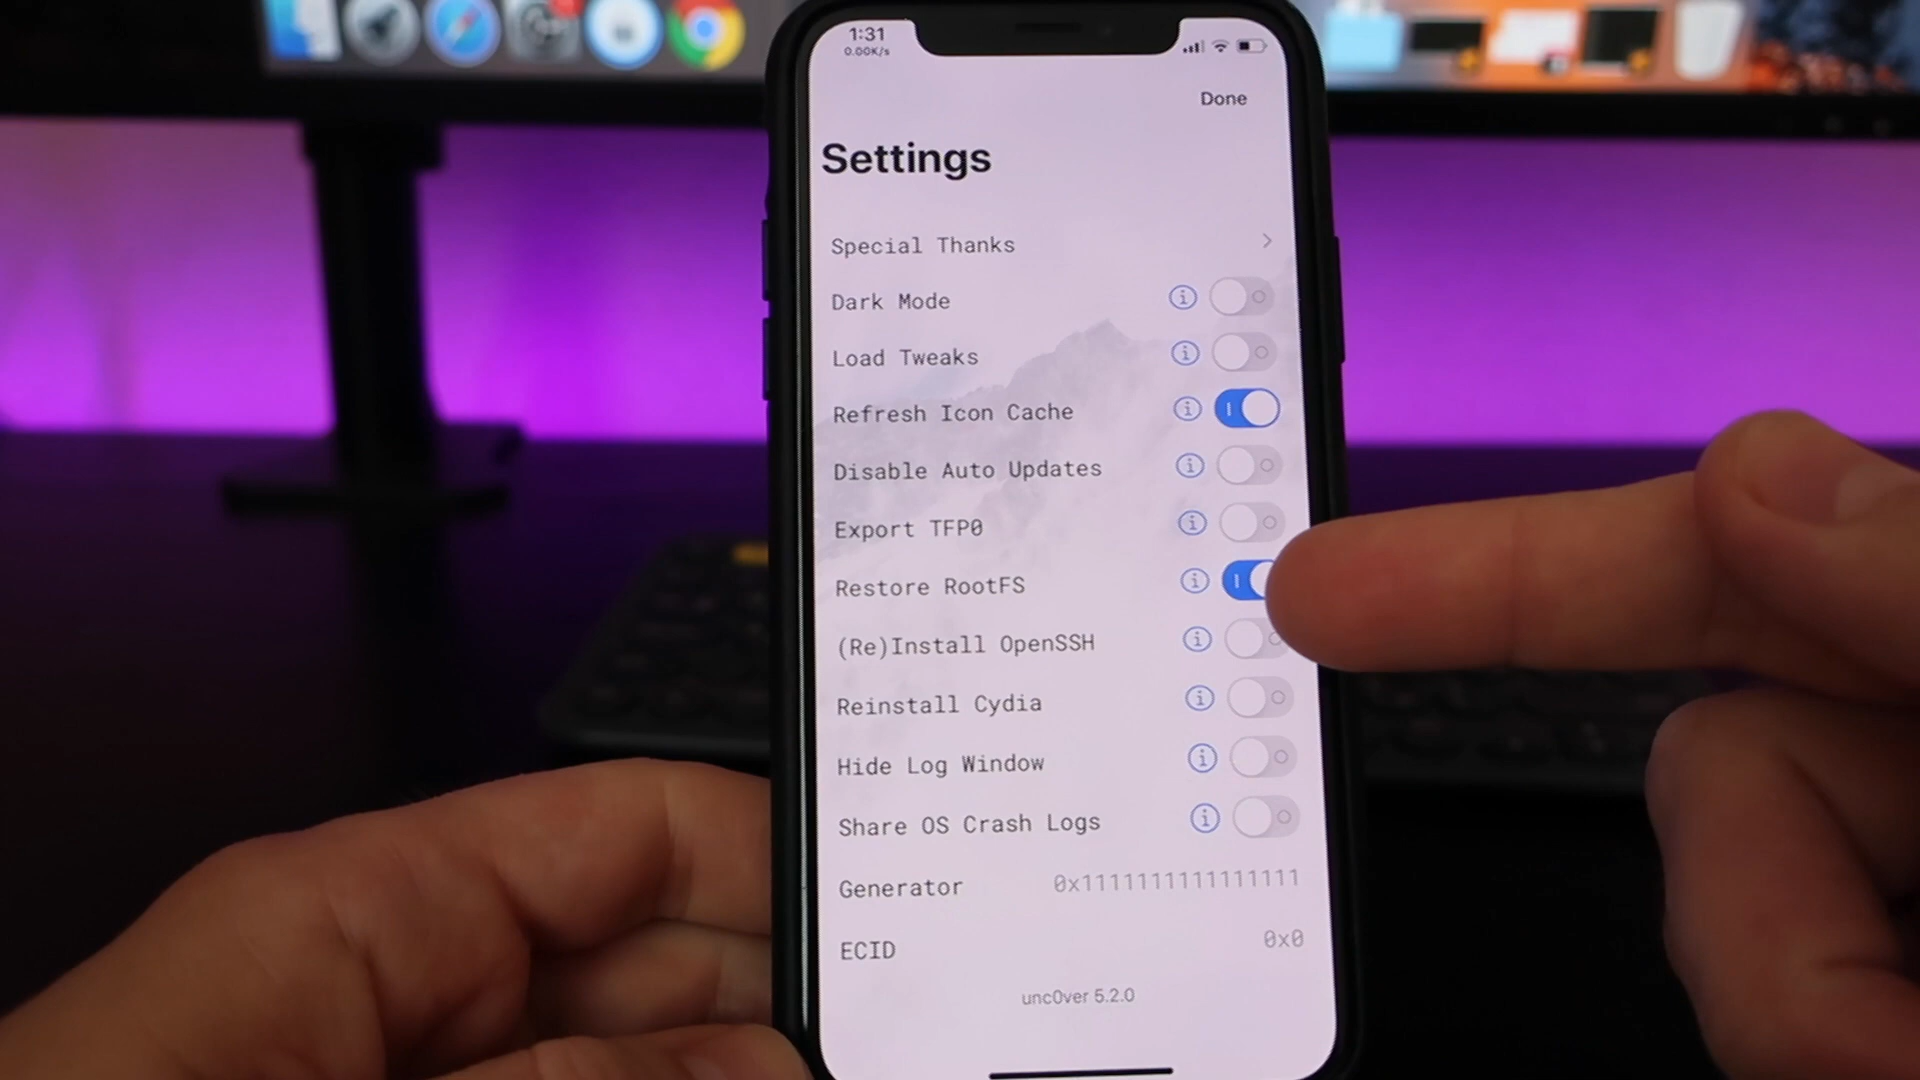 1:31
0.00K/s
Done
Settings
Special Thanks
Dark Mode
Load Tweaks
Refresh Icon Cache
Disable Auto Updates
Export TFP0
Restore RootFS
(Re)Install OpenSSH
Reinstall Cydia
Hide Log Window
Share OS Crash Logs
Generator 0x1111111111111111
ECID 0x0
unc0ver 5.2.0